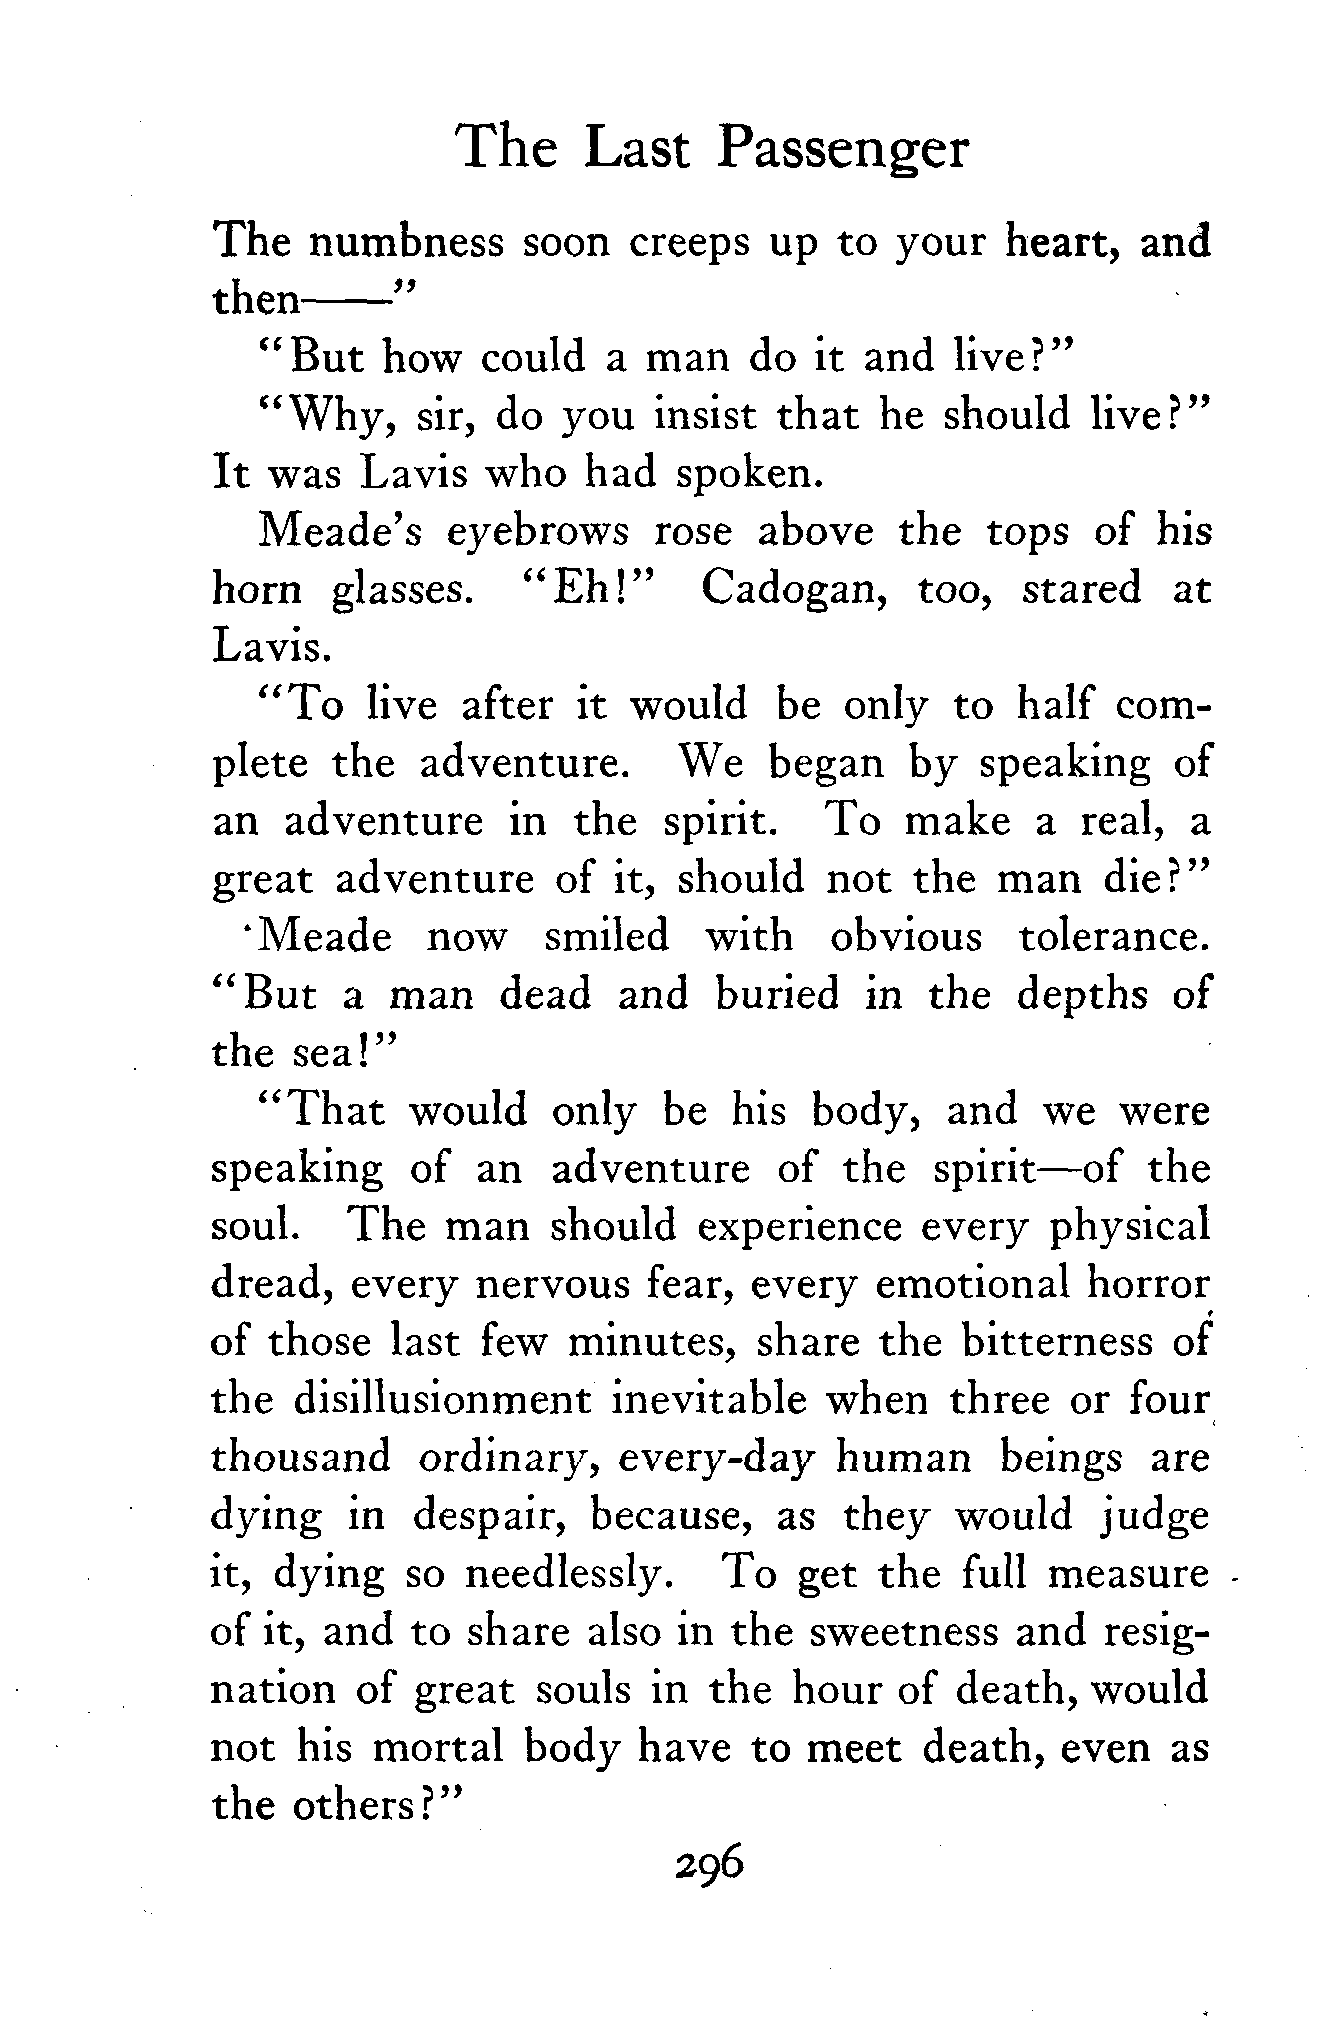 The Last Passenger
The numbness soon creeps up to your heart, and
then——"
"But how could a man do it and live?"
"Why, sir, do you insist that he should live?"
It was Lavis who had spoken.
Meade's eyebrows rose above the tops of his
horn glasses. "Eh!" Cadogan, too, stared at
Lavis.
"To live after it would be only to half com-
plete the adventure. We began by speaking of
an adventure in the spirit. To make a real, a
great adventure of it, should not the man die?"
Meade now smiled with obvious tolerance.
"But a man dead and buried in the depths of
the sea!"
"That would only be his body, and we were
speaking of an adventure of the spirit—of the
soul. The man should experience every physical
dread, every nervous fear, every emotional horror
of those last few minutes, share the bitterness of
the disillusionment inevitable when three or four
thousand ordinary, every-day human beings are
dying in despair, because, as they would judge
it, dying so needlessly. To get the full measure
of it, and to share also in the sweetness and resig-
nation of great souls in the hour of death, would
not his mortal body have to meet death, even as
the others?"
296